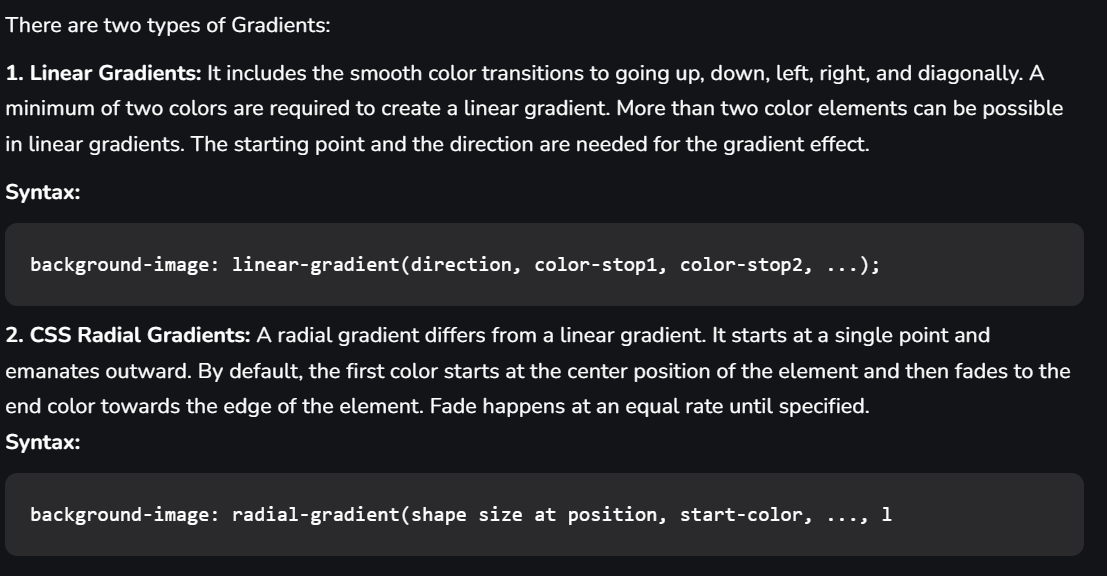 There are two types of Gradients:
1. Linear Gradients: It includes the smooth color transitions to going up, down, left, right, and diagonally. A
minimum of two colors are required to create a linear gradient. More than two color elements can be possible
in linear gradients. The starting point and the direction are needed for the gradient effect.
Syntax:
background-image: linear-gradient(direction, color-stop1, color-stop2, ...);
2. CSS Radial Gradients: A radial gradient differs from a linear gradient. It starts at a single point and
emanates outward. By default, the first color starts at the center position of the element and then fades to the
end color towards the edge of the element. Fade happens at an equal rate until specified.
Syntax:
background-image: radial-gradient(shape size at position, start-color, ..., l